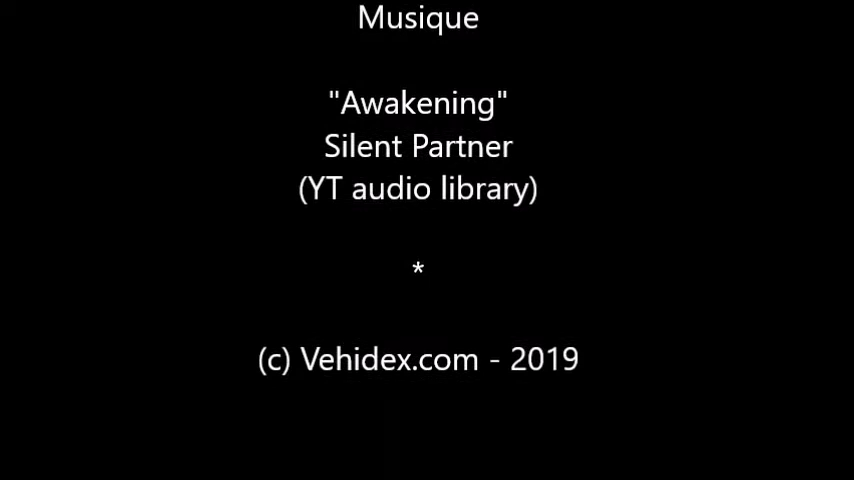 Musique
"Awakening"
Silent Partner
(YT audio library)
*
(c) Vehidex.com - 2019